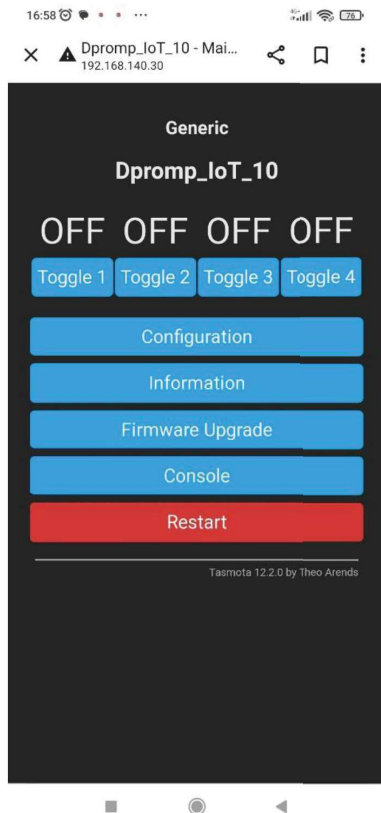 16:58
4G
76
Dpromp_IoT_10 - Mai...
192.168.140.30
Generic
Dpromp_IoT_10
OFF OFF OFF OFF
Toggle 1 Toggle 2 Toggle 3 Toggle 4
Configuration
Information
Firmware Upgrade
Console
Restart
Tasmota 12.2.0 by Theo Arends